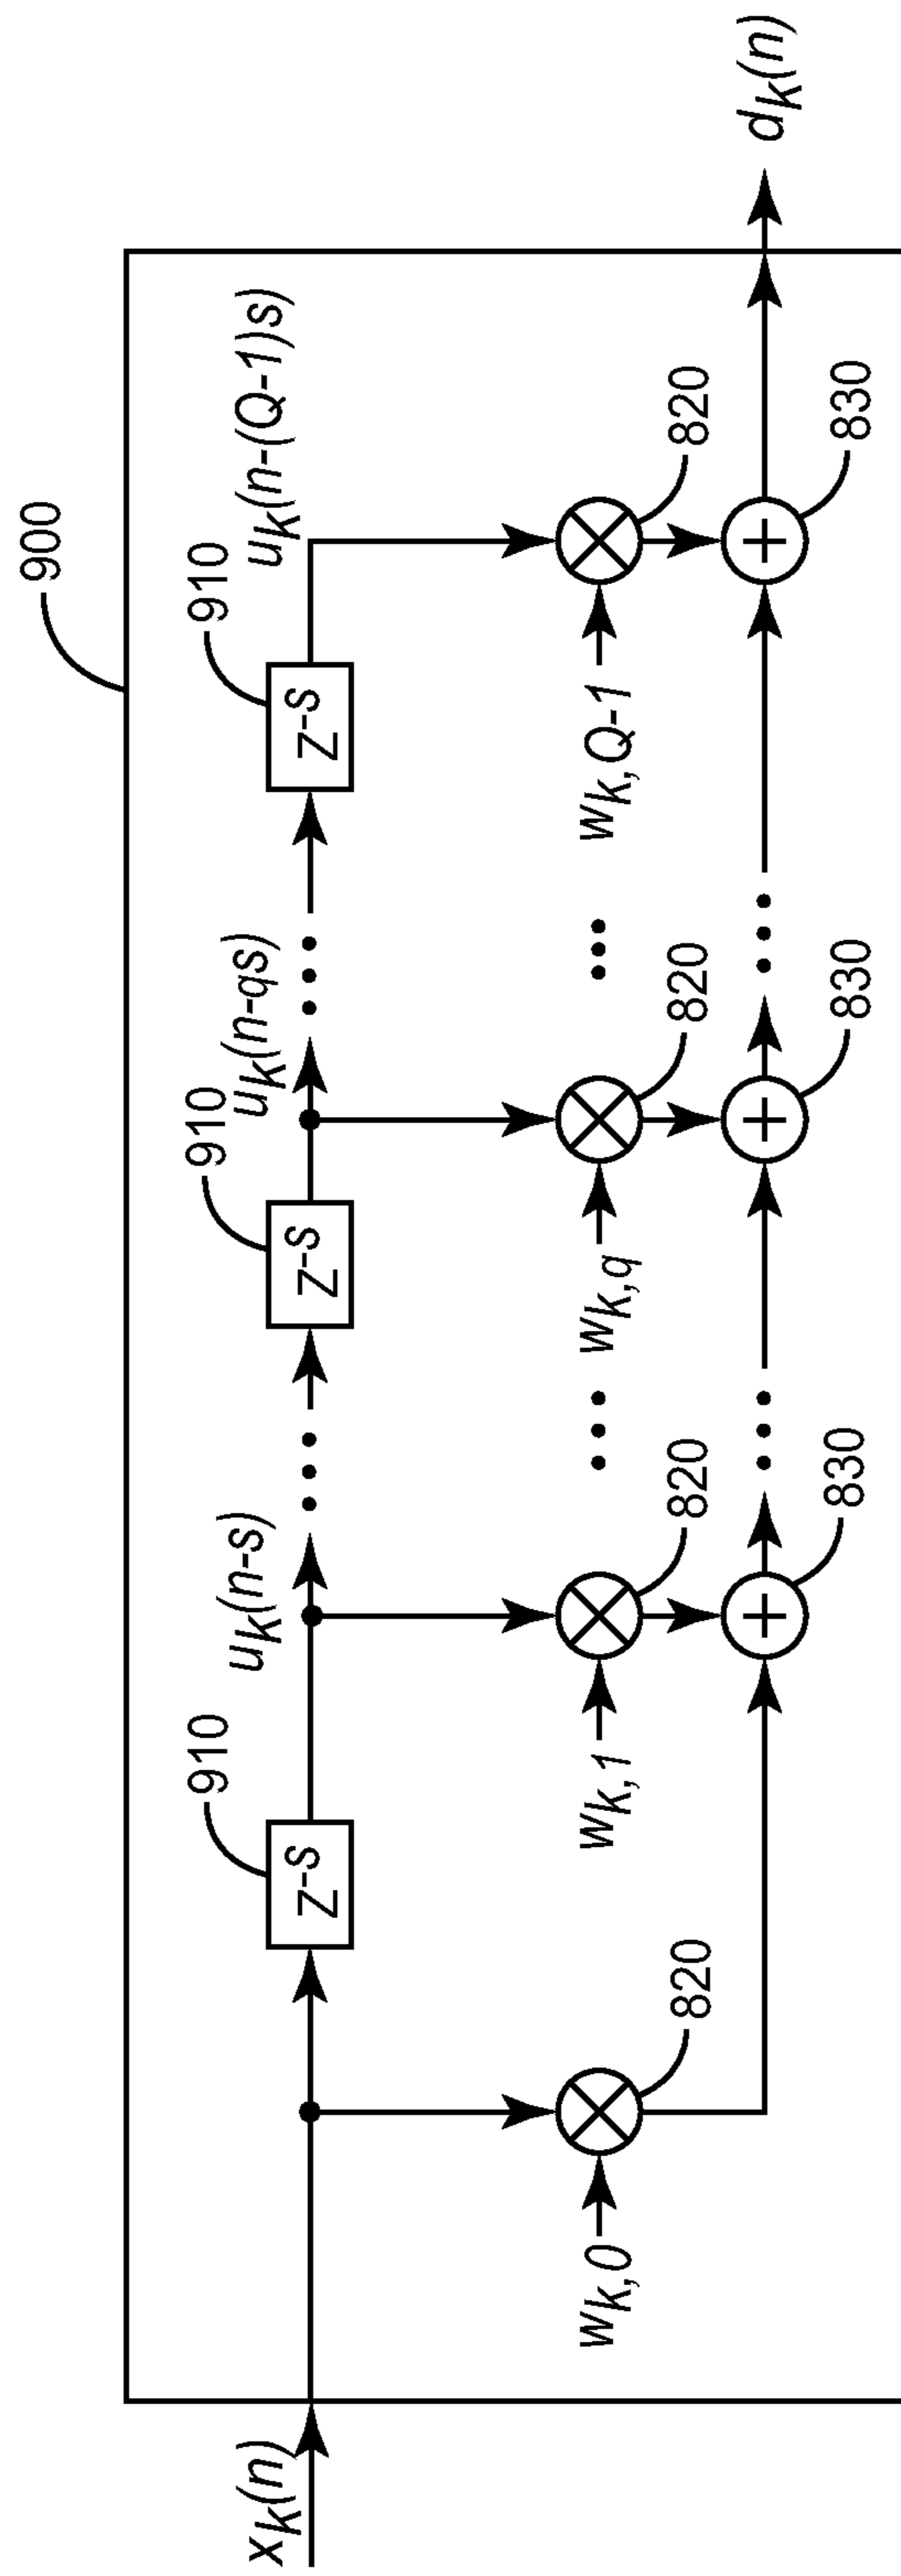 900
x_k(n)
910
u_k(n-s)
910
u_k(n-qs)
910
u_k(n-(Q-1)s)
z^-s
z^-s
z^-s
w_k,0
820
w_k,1
820
...
w_k,q
820
...
w_k,Q-1
820
830
830
830
d_k(n)